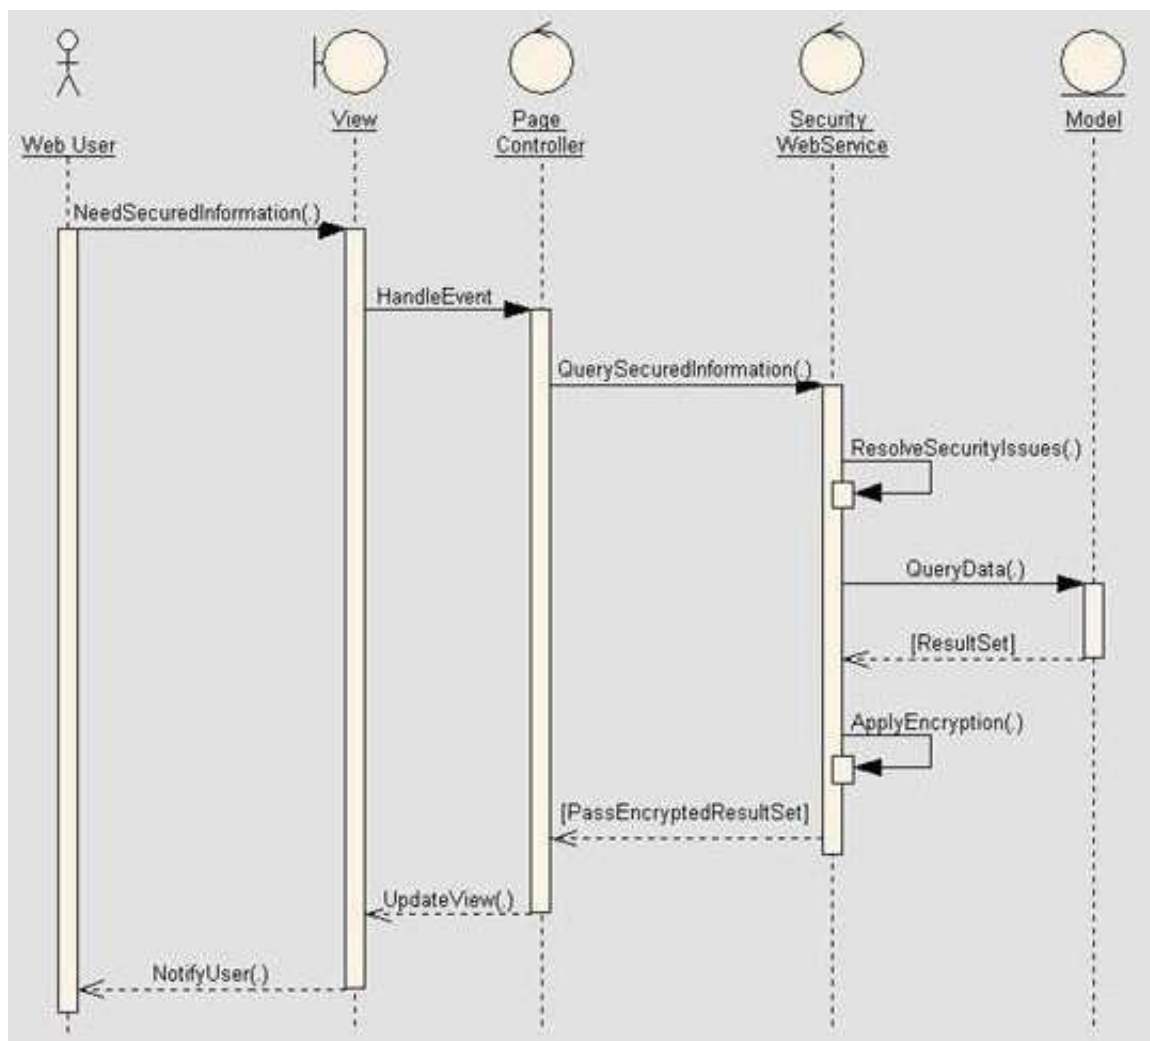 View
Page
Controller
Security
WebService
Model
Web User
NeedSecuredInformation(.)
HandleEvent
QuerySecuredInformation(.)
ResolveSecurityIssues(.)
QueryData(.)
[ResultSet]
ApplyEncryption(.)
[PassEncryptedResultSet]
UpdateView(.)
NotifyUser(.)